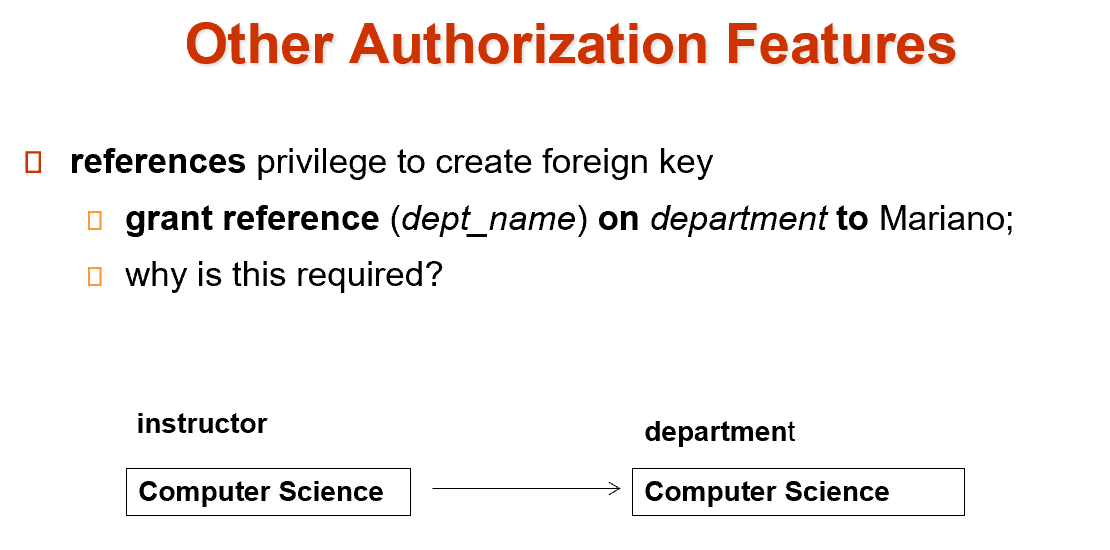 Other Authorization Features
references privilege to create foreign key
grant reference (dept_name) on department to Mariano;
why is this required?
instructor
department
Computer Science
Computer Science